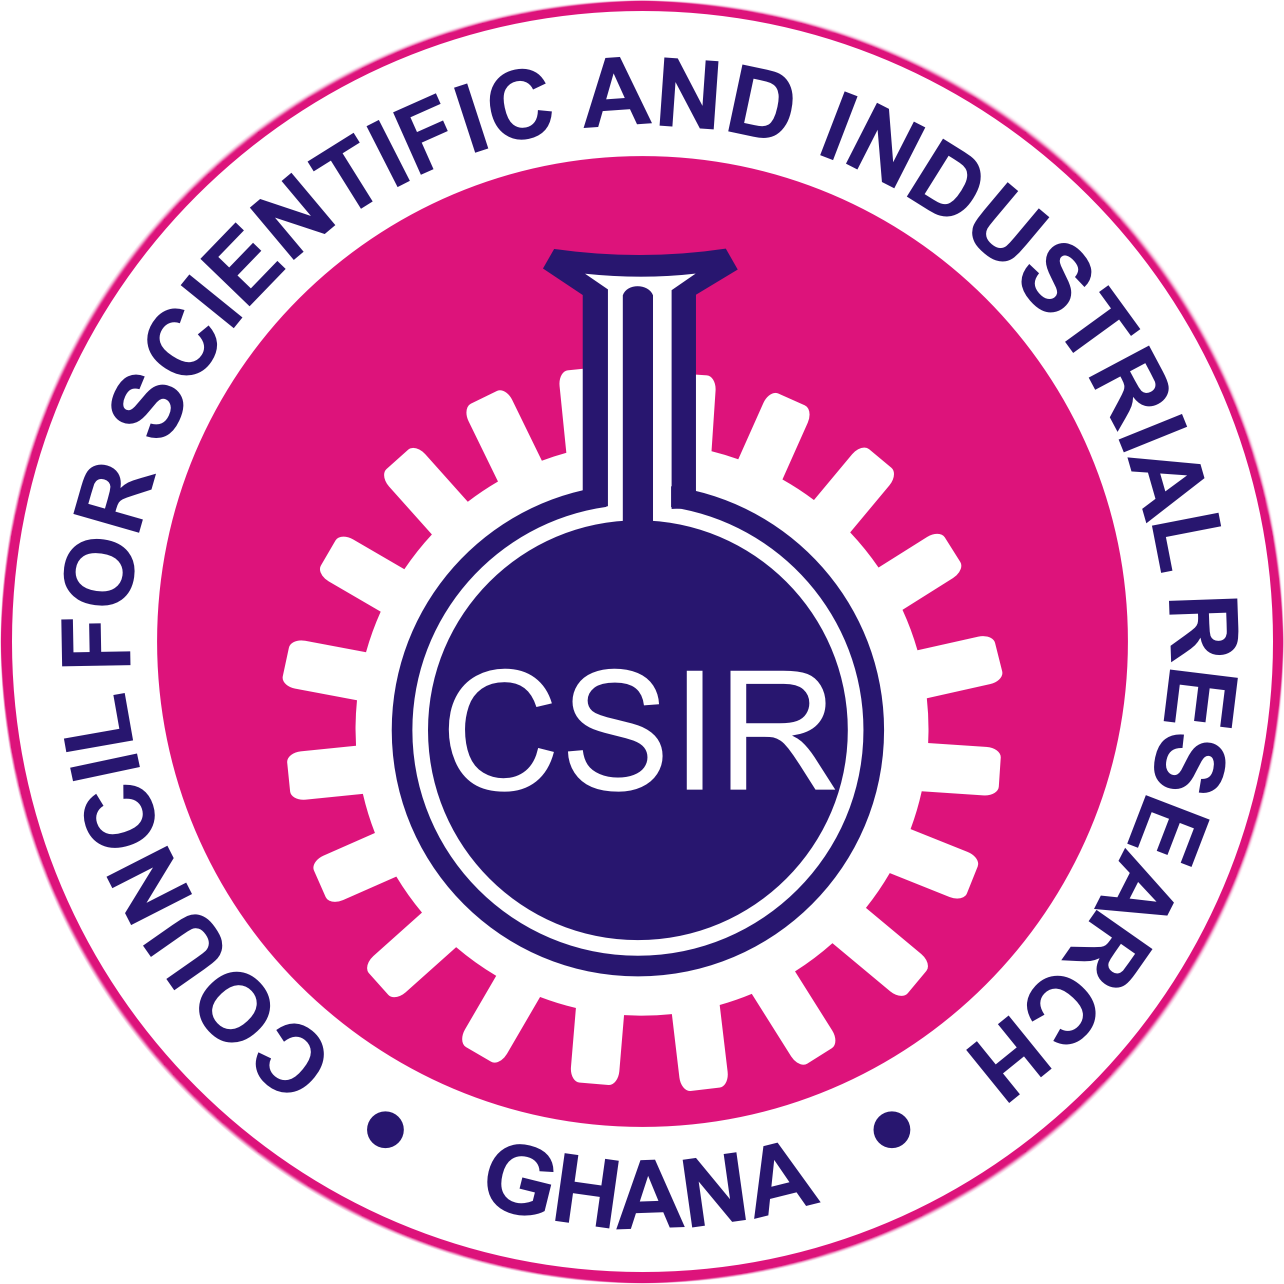 COUNCIL FOR SCIENTIFIC AND INDUSTRIAL RESEARCH
CSIR
• GHANA •